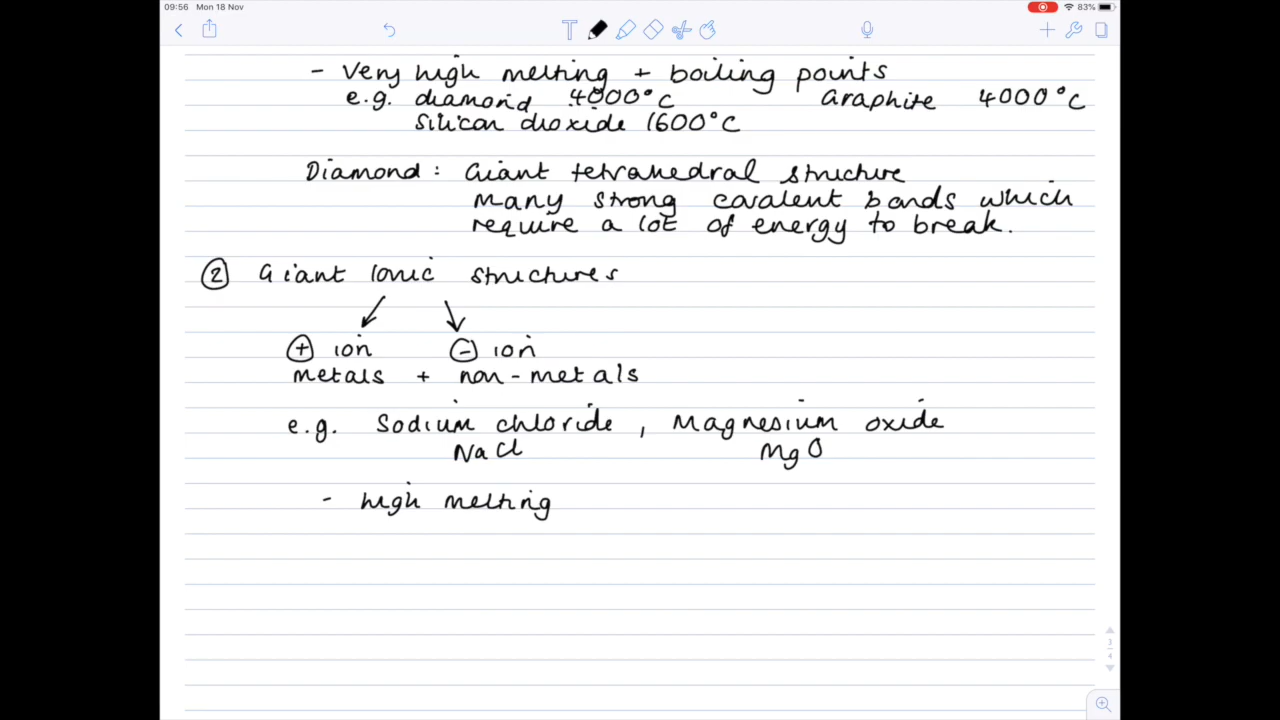 09:56 Mon 18 Nov 83%
T
- Very high melting + boiling points
e.g. diamond 4000°C Graphite 4000°C
Silicon dioxide 1600°C
Diamond: Giant tetrahedral structure
many strong covalent bonds which
require a lot of energy to break.
② Giant Ionic structures
+ ion - ion
metals + non-metals
e.g. Sodium chloride, Magnesium oxide
NaCl MgO
- high melting
3
4